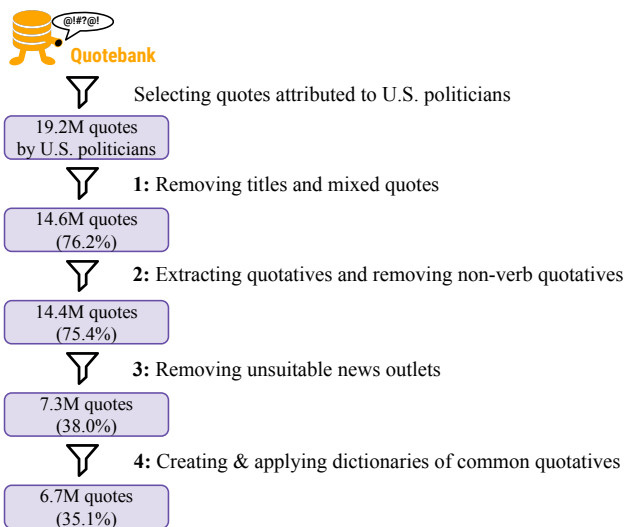 @!#?@!
Quotebank
Selecting quotes attributed to U.S. politicians
19.2M quotes
by U.S. politicians
1: Removing titles and mixed quotes
14.6M quotes
(76.2%)
2: Extracting quotatives and removing non-verb quotatives
14.4M quotes
(75.4%)
3: Removing unsuitable news outlets
7.3M quotes
(38.0%)
4: Creating & applying dictionaries of common quotatives
6.7M quotes
(35.1%)